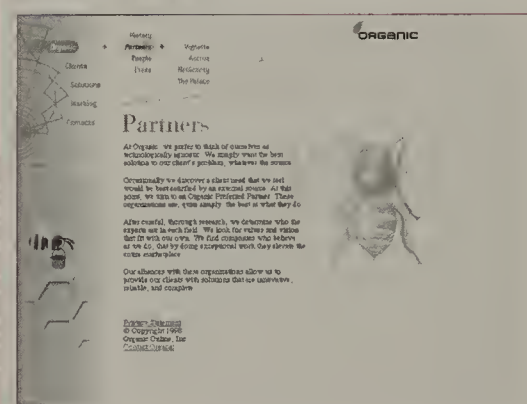 ORGANIC
History
Organic
Partners
Vignette
People
Accrue
Clients
Press
The Palace
Solutions
Working
Contacts
Partners
At Organic we prefer to think of ourselves as
technologically agnostic. We simply want the best
solution to our client's problem, whatever the source.
Occasionally we discover a client need that we feel
would be best satisfied by an external source. At this
point, we turn to an Organic Preferred Partner. These
organizations are, quite simply, the best at what they do.
After careful, thorough research, we determine who the
experts are in each field. We look for values and vision
that fit with our own. We find companies who believe
as we do, that by doing exceptional work they elevate the
entire marketplace.
Our alliances with these organizations allow us to
provide our clients with solutions that are innovative,
reliable, and complete.
Privacy Statement
© Copyright 1998
Organic Online, Inc
Contact Organic